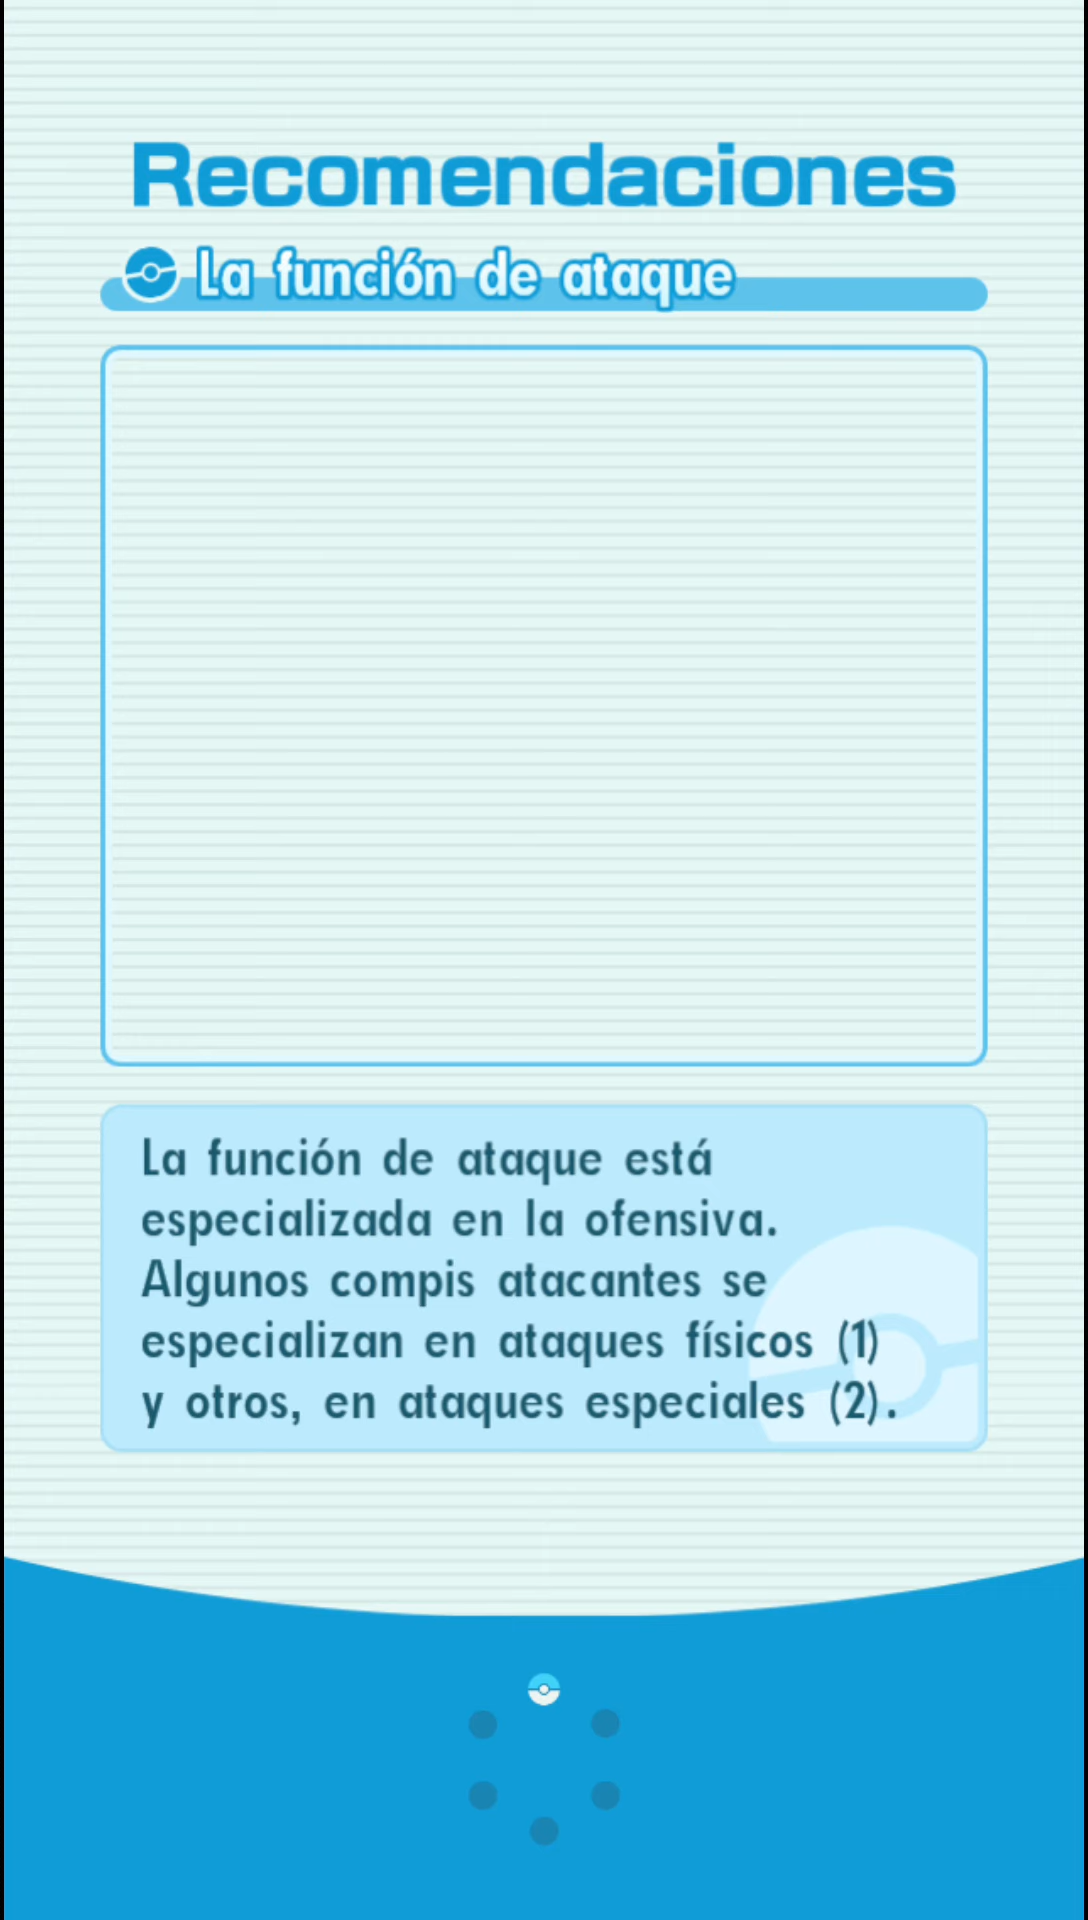 Recomendaciones
La función de ataque
La función de ataque está
especializada en la ofensiva.
Algunos compis atacantes se
especializan en ataques físicos (1)
y otros, en ataques especiales (2).